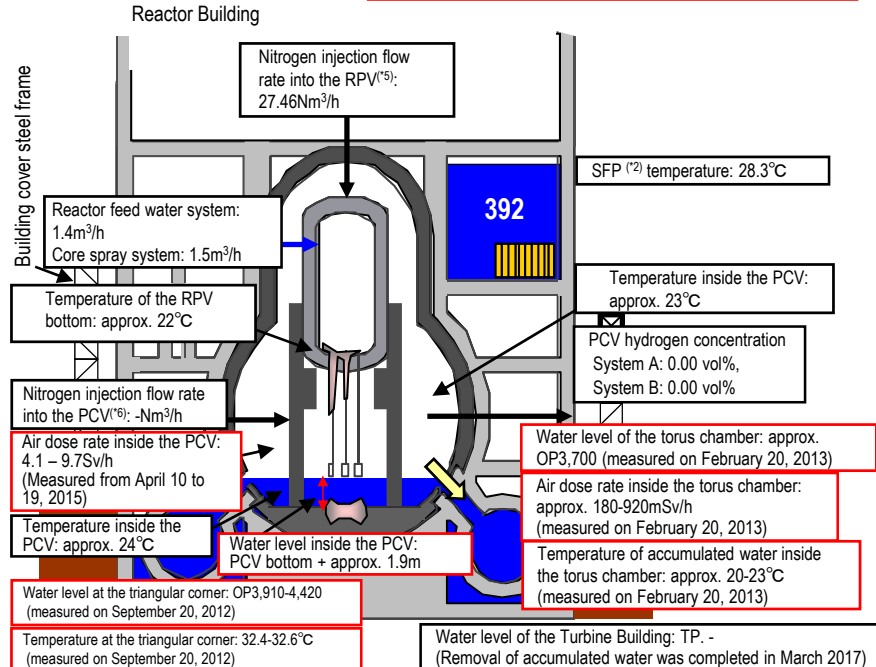 Reactor Building
Nitrogen injection flow
rate into the RPV(*5):
27.46Nm³/h
Building cover steel frame
SFP (*2) temperature: 28.3℃
392
Reactor feed water system:
1.4m³/h
Core spray system: 1.5m³/h
Temperature inside the PCV:
approx. 23℃
Temperature of the RPV
bottom: approx. 22℃
PCV hydrogen concentration
System A: 0.00 vol%,
System B: 0.00 vol%
Nitrogen injection flow rate
into the PCV(*6): -Nm³/h
Air dose rate inside the PCV:
4.1 – 9.7Sv/h
(Measured from April 10 to
19, 2015)
Water level of the torus chamber: approx.
OP3,700 (measured on February 20, 2013)
Air dose rate inside the torus chamber:
approx. 180-920mSv/h
(measured on February 20, 2013)
Temperature inside the
PCV: approx. 24℃
Water level inside the PCV:
PCV bottom + approx. 1.9m
Temperature of accumulated water inside
the torus chamber: approx. 20-23℃
(measured on February 20, 2013)
Water level at the triangular corner: OP3,910-4,420
(measured on September 20, 2012)
Temperature at the triangular corner: 32.4-32.6℃
(measured on September 20, 2012)
Water level of the Turbine Building: TP. -
(Removal of accumulated water was completed in March 2017)